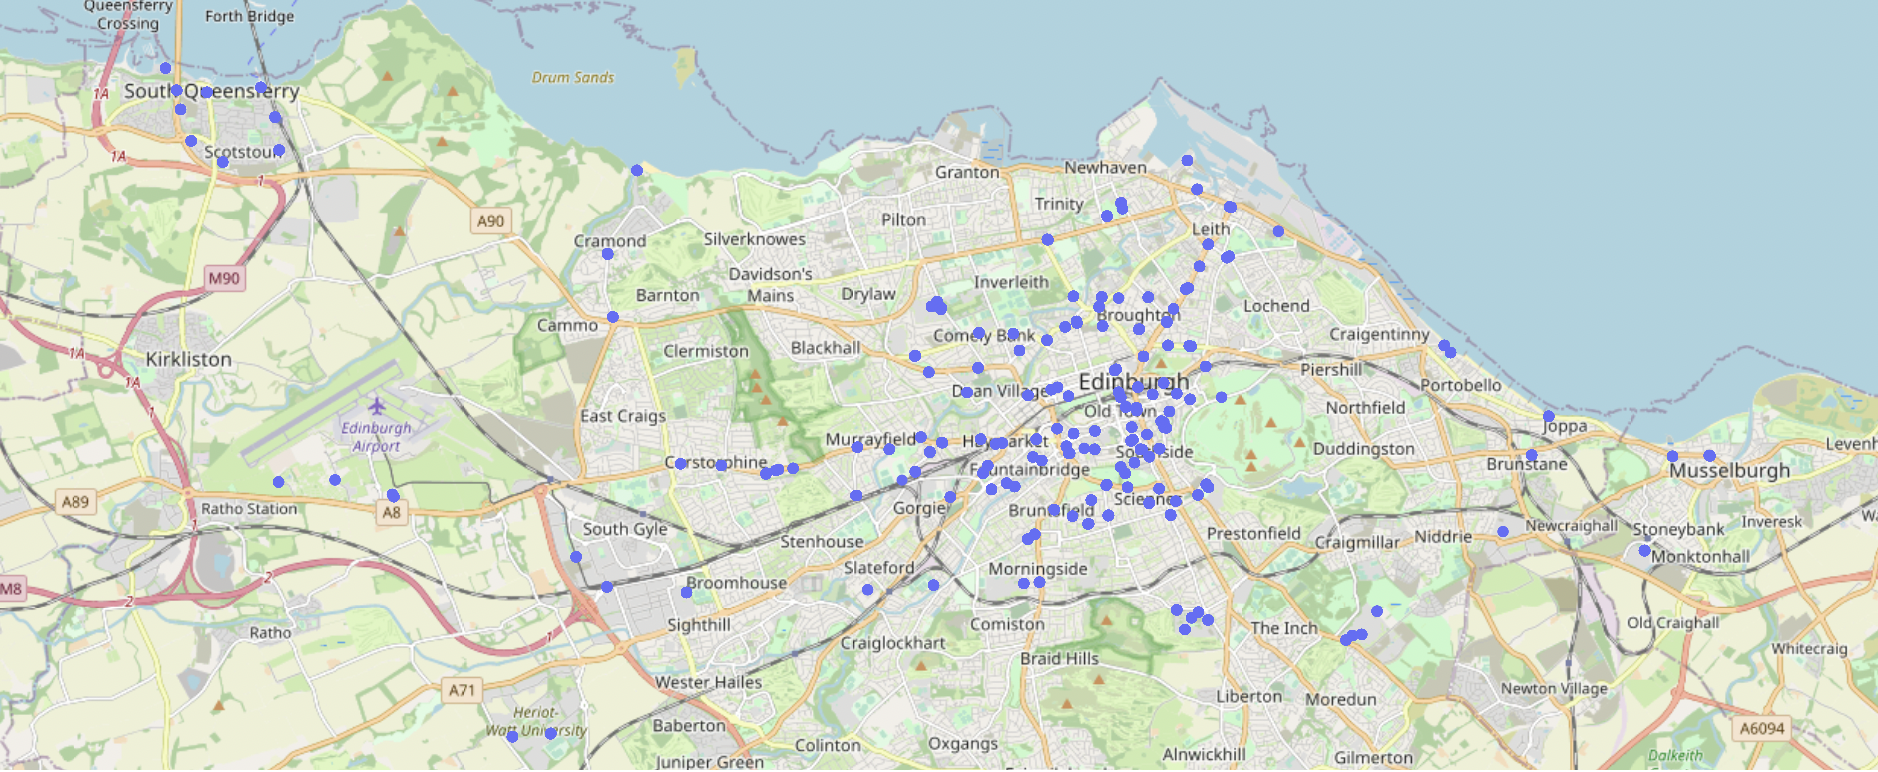 Queensferry
Crossing
Forth Bridge
1A
South Queensferry
Drum Sands
Scotstoun
1A
1
A90
Granton
Newhaven
Trinity
Pilton
Leith
Cramond
Silverknowes
M90
Davidson's
Mains
Barnton
Drylaw
Inverleith
Lochend
Cammo
Broughton
Craigentinny
Comely Bank
Kirkliston
1A
1A
Clermiston
Blackhall
Piershill
Portobello
Edinburgh
Dean Village
Old Town
Northfield
East Craigs
1
Edinburgh
Airport
Joppa
Murrayfield
Haymarket
Duddingston
Levenh
Corstorphine
Fountainbridge
Southside
Brunstane
Musselburgh
A89
Ratho Station
A8
Gorgie
Bruntsfield
Sciennes
1
South Gyle
Stenhouse
Prestonfield
Craigmillar
Niddrie
Newcraighall
Stoneybank
Inveresk
Monktonhall
M8
2
2
Broomhouse
Slateford
Morningside
Ratho
1
Sighthill
Craiglockhart
Comiston
The Inch
Old Craighall
Whitecraig
Braid Hills
A71
Wester Hailes
Liberton
Moredun
Newton Village
Heriot-
Watt University
Baberton
Colinton
Oxgangs
Alnwickhill
Gilmerton
A6094
Dalkeith
Juniper Green